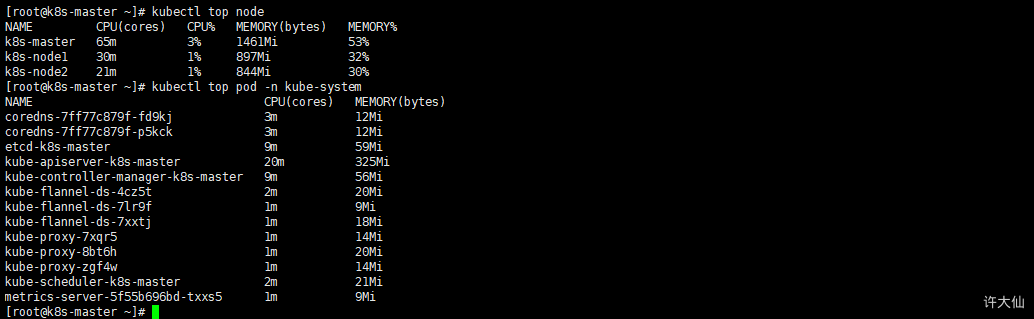 [root@k8s-master ~]# kubectl top node
NAME CPU(cores) CPU% MEMORY(bytes) MEMORY%
k8s-master 65m 3% 1461Mi 53%
k8s-node1 30m 1% 897Mi 32%
k8s-node2 21m 1% 844Mi 30%
[root@k8s-master ~]# kubectl top pod -n kube-system
NAME CPU(cores) MEMORY(bytes)
coredns-7ff77c879f-fd9kj 3m 12Mi
coredns-7ff77c879f-p5kck 3m 12Mi
etcd-k8s-master 9m 59Mi
kube-apiserver-k8s-master 20m 325Mi
kube-controller-manager-k8s-master 9m 56Mi
kube-flannel-ds-4cz5t 2m 20Mi
kube-flannel-ds-7lr9f 1m 9Mi
kube-flannel-ds-7xxtj 1m 18Mi
kube-proxy-7xqr5 1m 14Mi
kube-proxy-8bt6h 1m 20Mi
kube-proxy-zgf4w 1m 14Mi
kube-scheduler-k8s-master 2m 21Mi
metrics-server-5f55b696bd-txxs5 1m 9Mi
[root@k8s-master ~]#
许大仙